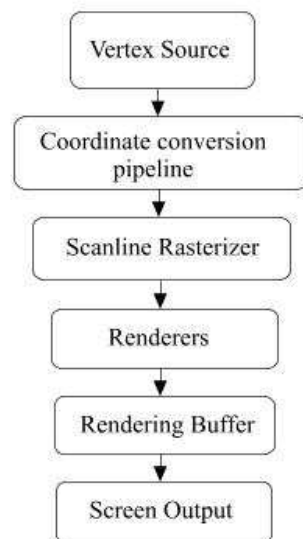 Vertex Source
Coordinate conversion
pipeline
Scanline Rasterizer
Renderers
Rendering Buffer
Screen Output